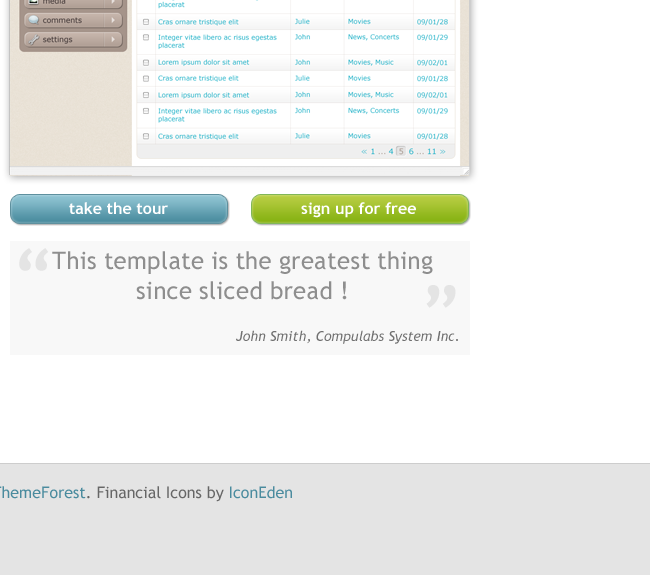 media
placerat
comments
Cras ornare tristique elit Julie Movies 09/01/28
settings
Integer vitae libero ac risus egestas John News, Concerts 09/01/29
placerat
Lorem ipsum dolor sit amet John Movies, Music 09/02/01
Cras ornare tristique elit Julie Movies 09/01/28
Lorem ipsum dolor sit amet John Movies, Music 09/02/01
Integer vitae libero ac risus egestas John News, Concerts 09/01/29
placerat
Cras ornare tristique elit Julie Movies 09/01/28
« 1 ... 4 5 6 ... 11 »
take the tour sign up for free
“This template is the greatest thing
since sliced bread ! ”
John Smith, Compulabs System Inc.
ThemeForest. Financial Icons by IconEden